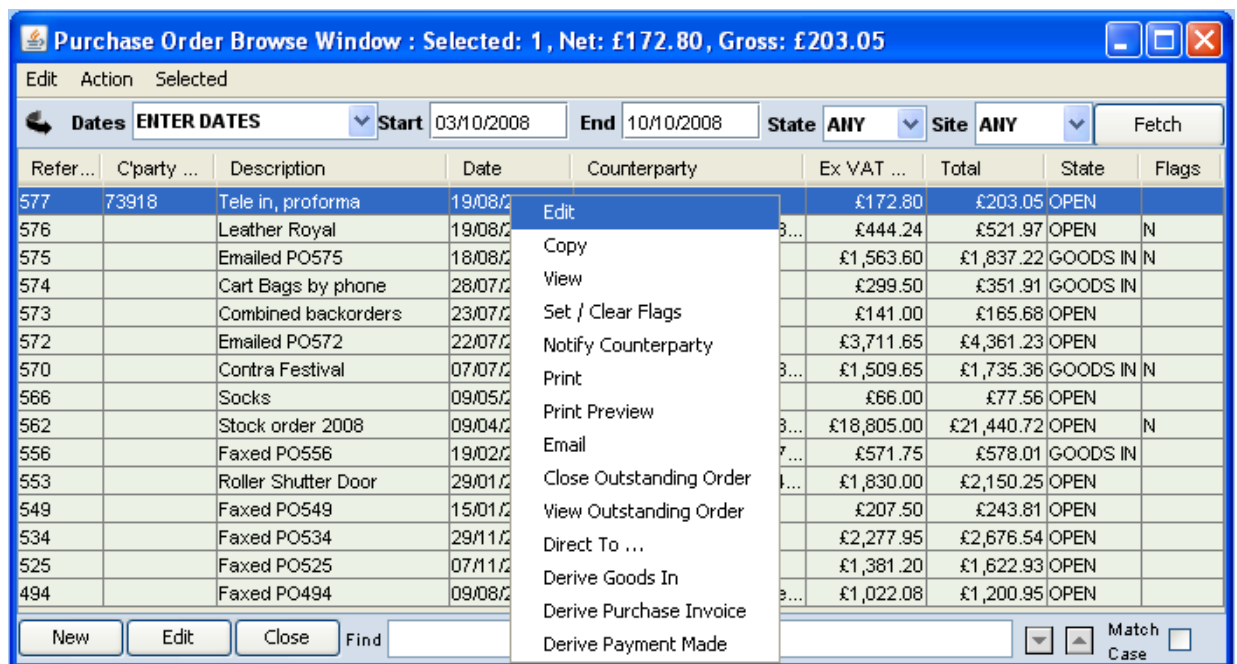 Purchase Order Browse Window : Selected: 1, Net: £172.80, Gross: £203.05
Edit Action Selected
Dates ENTER DATES Start 03/10/2008 End 10/10/2008 State ANY Site ANY Fetch
Refer... C'party ... Description Date Counterparty Ex VAT ... Total State Flags
577 73918 Tele in, proforma 19/08/2 £172.80 £203.05 OPEN
576 Leather Royal 19/08/2 3... £444.24 £521.97 OPEN N
575 Emailed PO575 18/08/2 £1,563.60 £1,837.22 GOODS IN N
574 Cart Bags by phone 28/07/2 £299.50 £351.91 GOODS IN
573 Combined backorders 23/07/2 £141.00 £165.68 OPEN
572 Emailed PO572 22/07/2 £3,711.65 £4,361.23 OPEN
570 Contra Festival 07/07/2 3... £1,509.65 £1,735.36 GOODS IN N
566 Socks 09/05/2 £66.00 £77.56 OPEN
562 Stock order 2008 09/04/2 3... £18,805.00 £21,440.72 OPEN N
556 Faxed PO556 19/02/2 7... £571.75 £578.01 GOODS IN
553 Roller Shutter Door 29/01/2 £1,830.00 £2,150.25 OPEN
549 Faxed PO549 15/01/2 £207.50 £243.81 OPEN
534 Faxed PO534 29/11/2 £2,277.95 £2,676.54 OPEN
525 Faxed PO525 07/11/2 £1,381.20 £1,622.93 OPEN
494 Faxed PO494 09/08/2 e... £1,022.08 £1,200.95 OPEN
Edit
Copy
View
Set / Clear Flags
Notify Counterparty
Print
Print Preview
Email
Close Outstanding Order
View Outstanding Order
Direct To ...
Derive Goods In
Derive Purchase Invoice
Derive Payment Made
New Edit Close Find Match Case